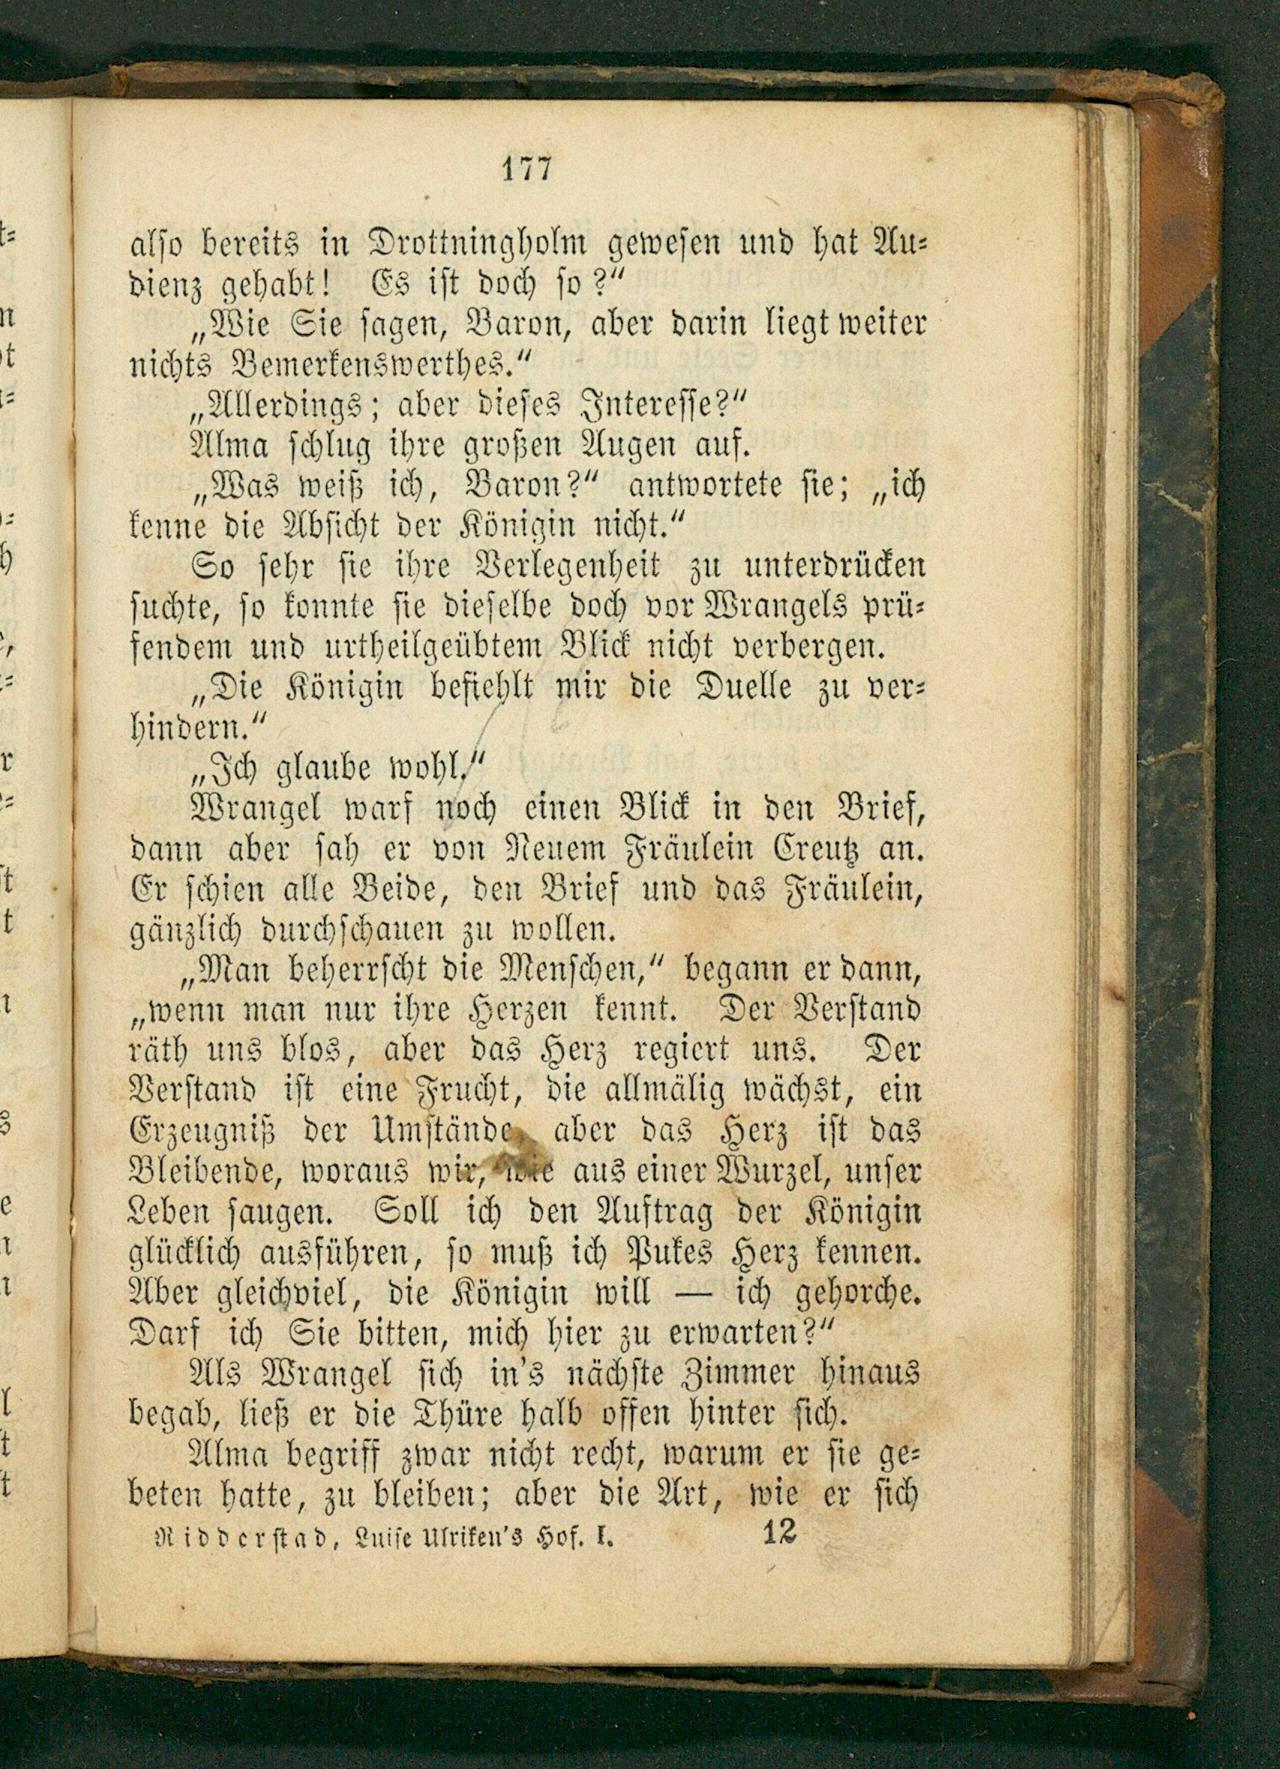 177
also bereits in Drottningholm gewesen und hat Au-
dienz gehabt! Es ist doch so?“
„Wie Sie sagen, Baron, aber darin liegt weiter
nichts Bemerkenswerthes.“
„Allerdings; aber dieses Interesse?“
Alma schlug ihre großen Augen auf.
„Was weiß ich, Baron?“ antwortete sie; „ich
kenne die Absicht der Königin nicht.“
So sehr sie ihre Verlegenheit zu unterdrücken
suchte, so konnte sie dieselbe doch vor Wrangels prü-
fendem und urtheilgeübtem Blick nicht verbergen.
„Die Königin befiehlt mir die Duelle zu ver-
hindern.“
„Ich glaube wohl.“
Wrangel warf noch einen Blick in den Brief,
dann aber sah er von Neuem Fräulein Creutz an.
Er schien alle Beide, den Brief und das Fräulein,
gänzlich durchschauen zu wollen.
„Man beherrscht die Menschen,“ begann er dann,
„wenn man nur ihre Herzen kennt. Der Verstand
räth uns blos, aber das Herz regiert uns. Der
Verstand ist eine Frucht, die allmälig wächst, ein
Erzeugniß der Umstände, aber das Herz ist das
Bleibende, woraus wir, wie aus einer Wurzel, unser
Leben saugen. Soll ich den Auftrag der Königin
glücklich ausführen, so muß ich Pukes Herz kennen.
Aber gleichviel, die Königin will — ich gehorche.
Darf ich Sie bitten, mich hier zu erwarten?“
Als Wrangel sich in's nächste Zimmer hinaus
begab, ließ er die Thüre halb offen hinter sich.
Alma begriff zwar nicht recht, warum er sie ge-
beten hatte, zu bleiben; aber die Art, wie er sich
Ridderstad, Luise Ulriken's Hof. I. 12